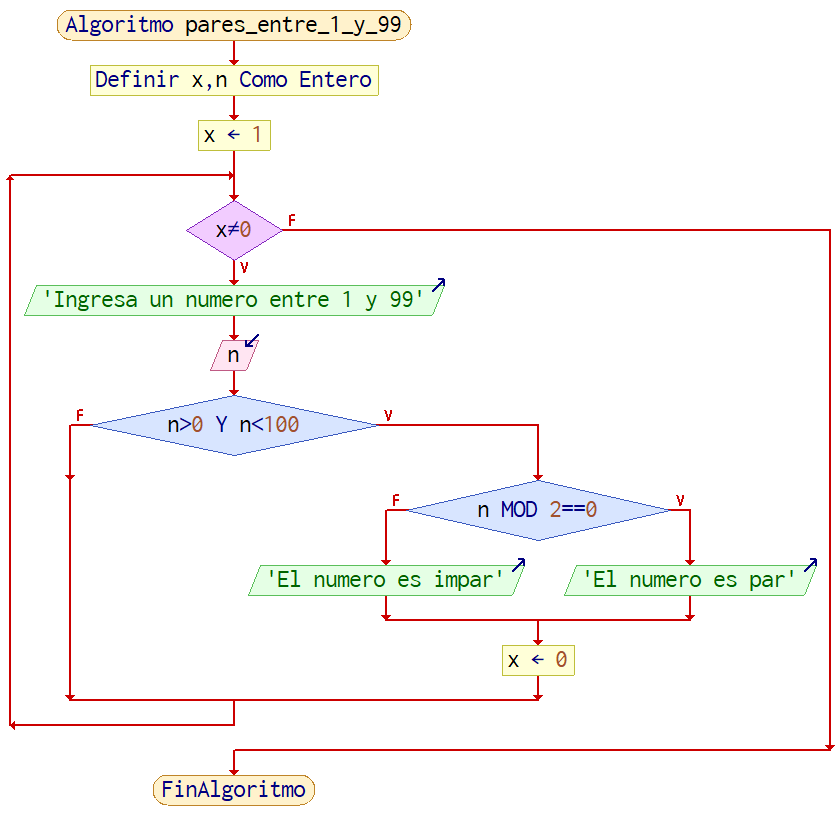 Algoritmo pares_entre_1_y_99
Definir x,n Como Entero
x ← 1
x≠0
F
V
'Ingresa un numero entre 1 y 99'
n
n>0 Y n<100
F
V
n MOD 2==0
F
V
'El numero es impar'
'El numero es par'
x ← 0
FinAlgoritmo